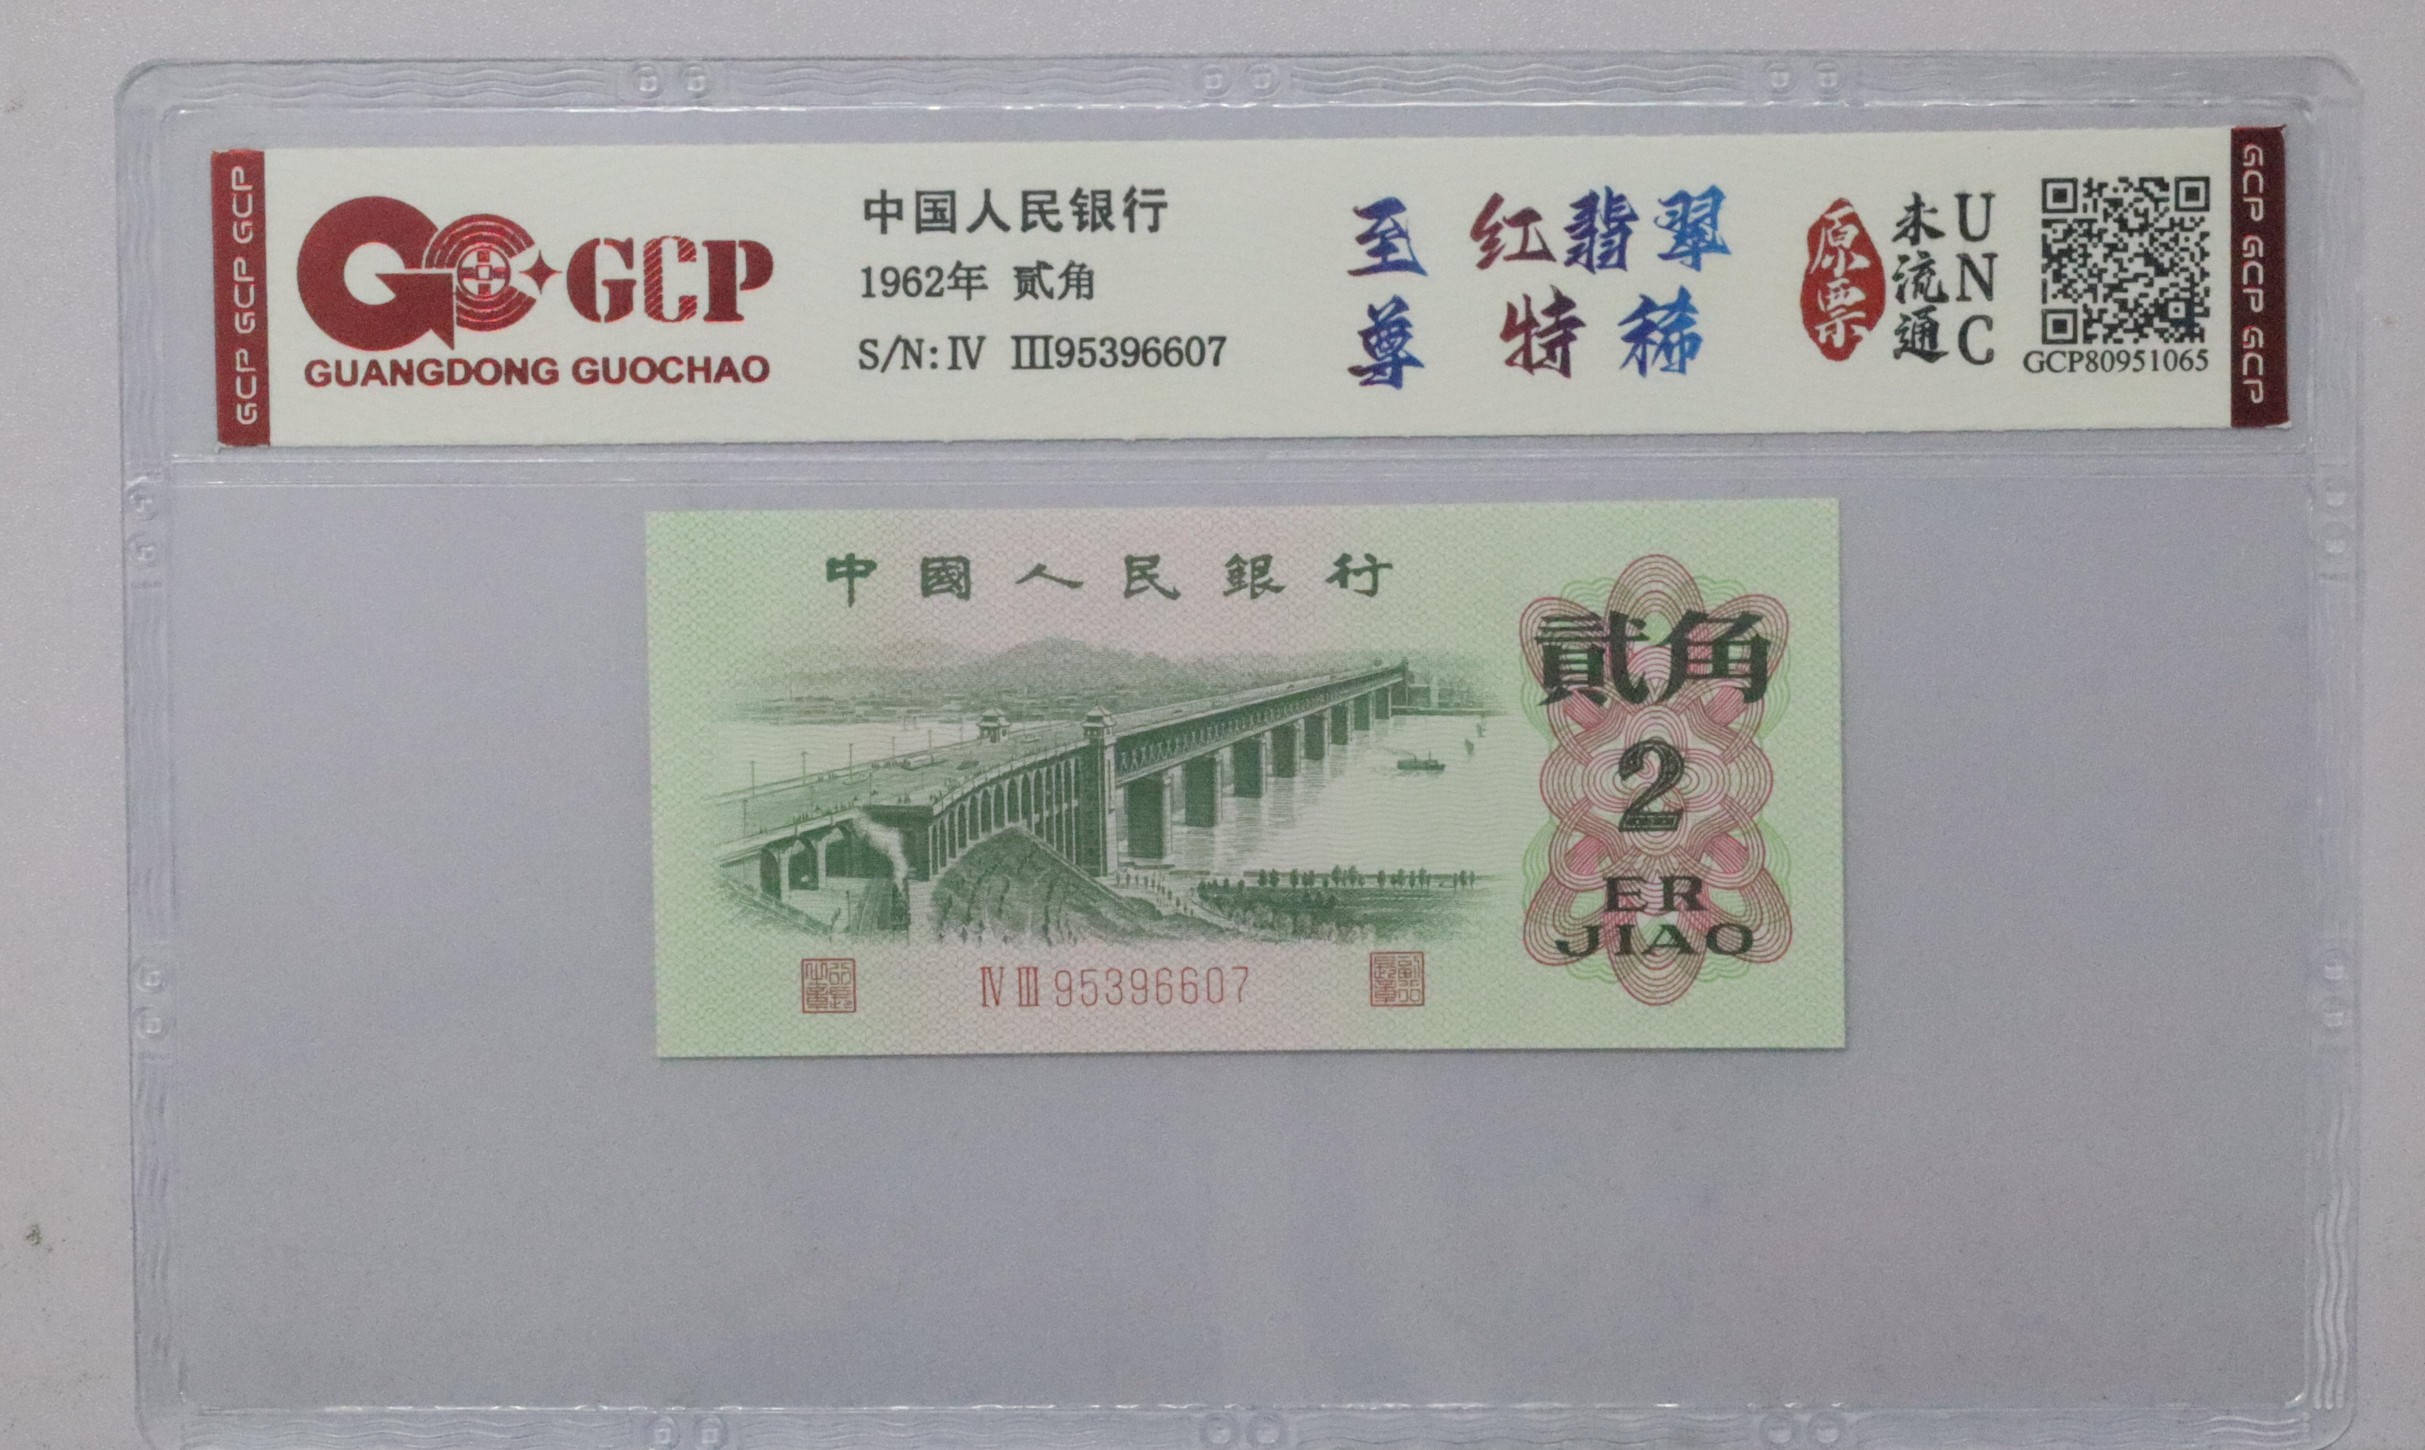 GCP GCP GCP
GCP
GUANGDONG GUOCHAO
中国人民银行
1962年 贰角
S/N: Ⅳ Ⅲ95396607
至尊
红翡翠
特稀
原票
未流通
UNC
GCP80951065
GCP GCP GCP
中國人民銀行
貳角
2
ER
JIAO
Ⅳ Ⅲ 95396607